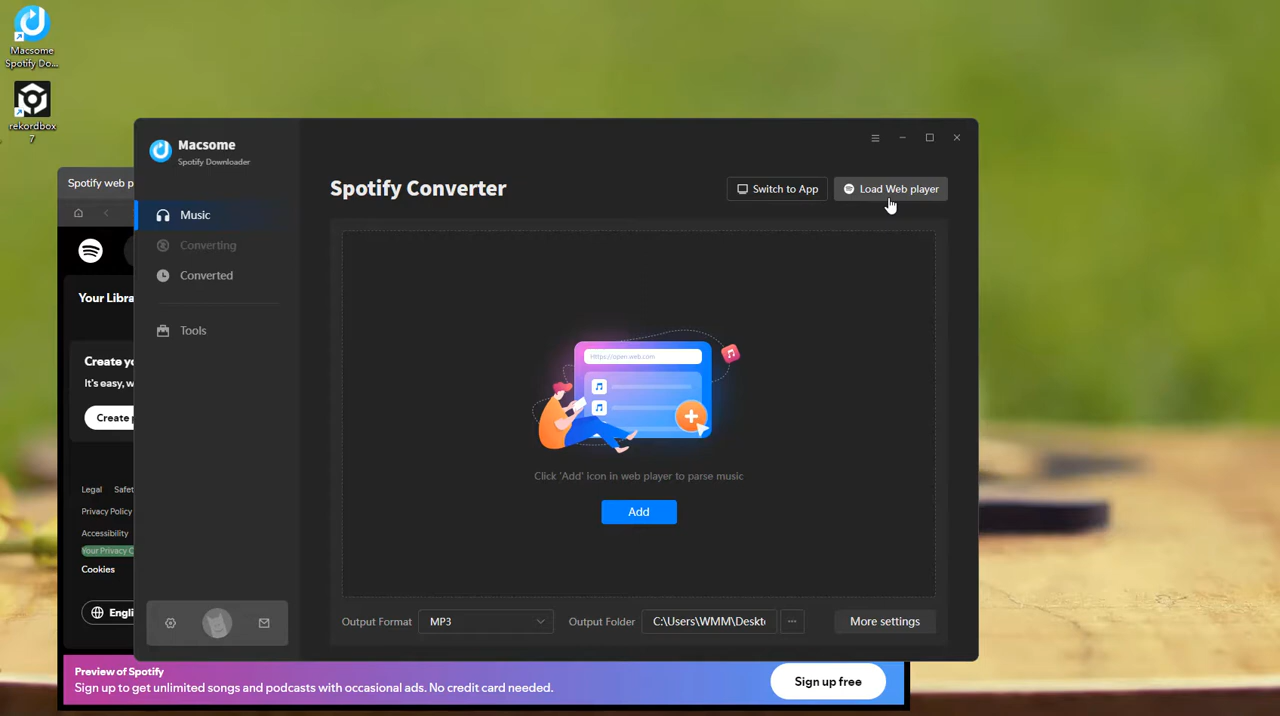 Macsome
Spotify Do...
rekordbox
7
Spotify web p
Your Libra
Create yo
It's easy, w
Create p
Legal Safet
Privacy Policy
Accessibility
Your Privacy C
Cookies
Engli
Macsome
Spotify Downloader
Music
Converting
Converted
Tools
Spotify Converter
Switch to App
Load Web player
Https://open.web.com
Click 'Add' icon in web player to parse music
Add
Output Format
MP3
Output Folder
C:\Users\WMM\Deskto
...
More settings
Preview of Spotify
Sign up to get unlimited songs and podcasts with occasional ads. No credit card needed.
Sign up free